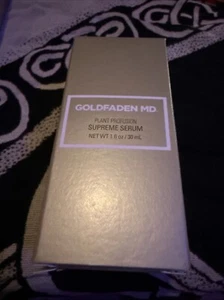 GOLDFADEN MD
PLANT PROFUSION
SUPREME SERUM
NET WT 1.0 oz / 30 mL